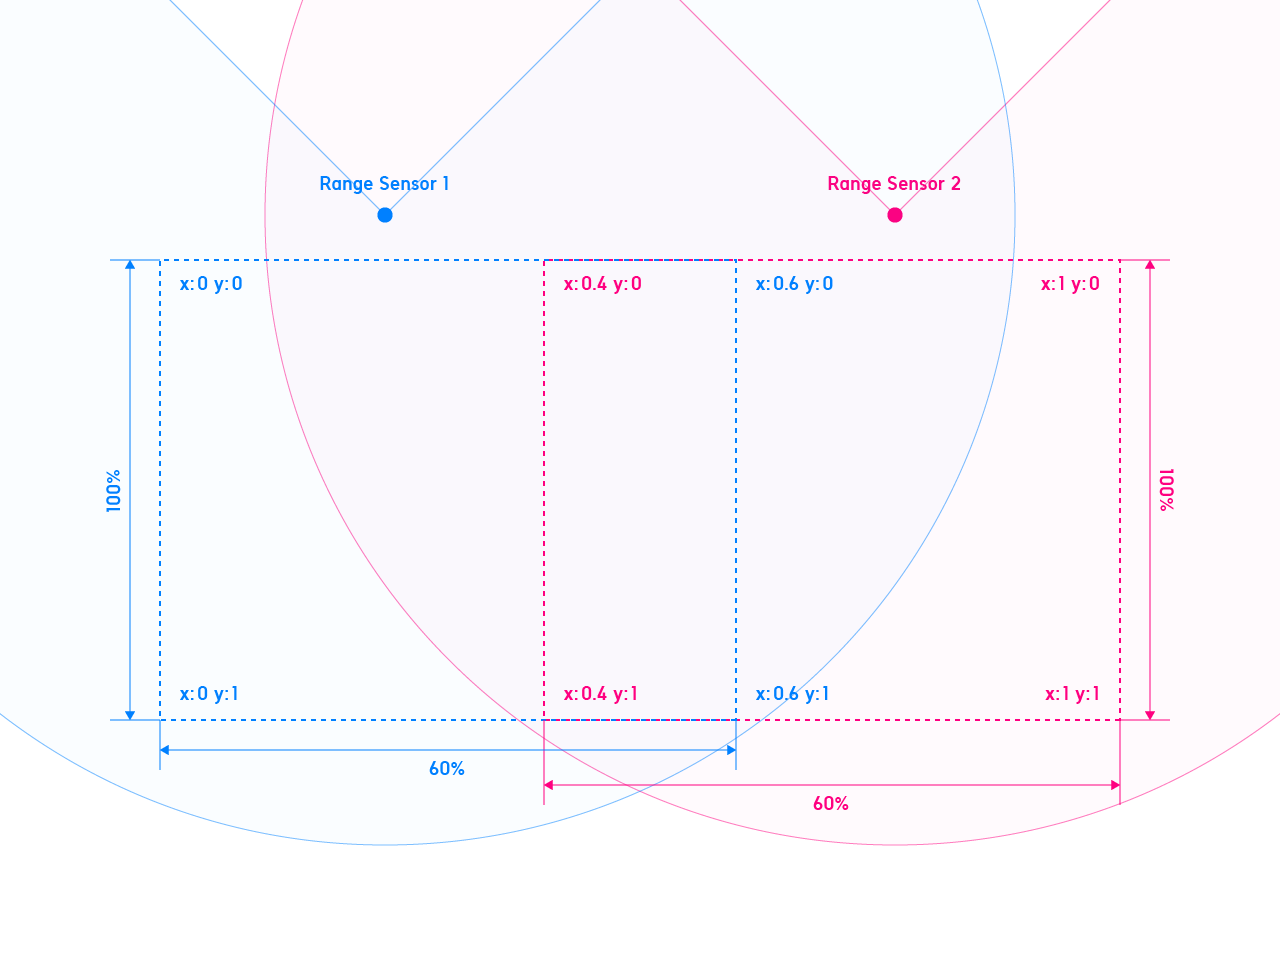 Range Sensor 1
Range Sensor 2
x:0 y:0
x:0.4 y:0
x:0.6 y:0
x:1 y:0
100%
100%
x:0 y:1
x:0.4 y:1
x:0.6 y:1
x:1 y:1
60%
60%